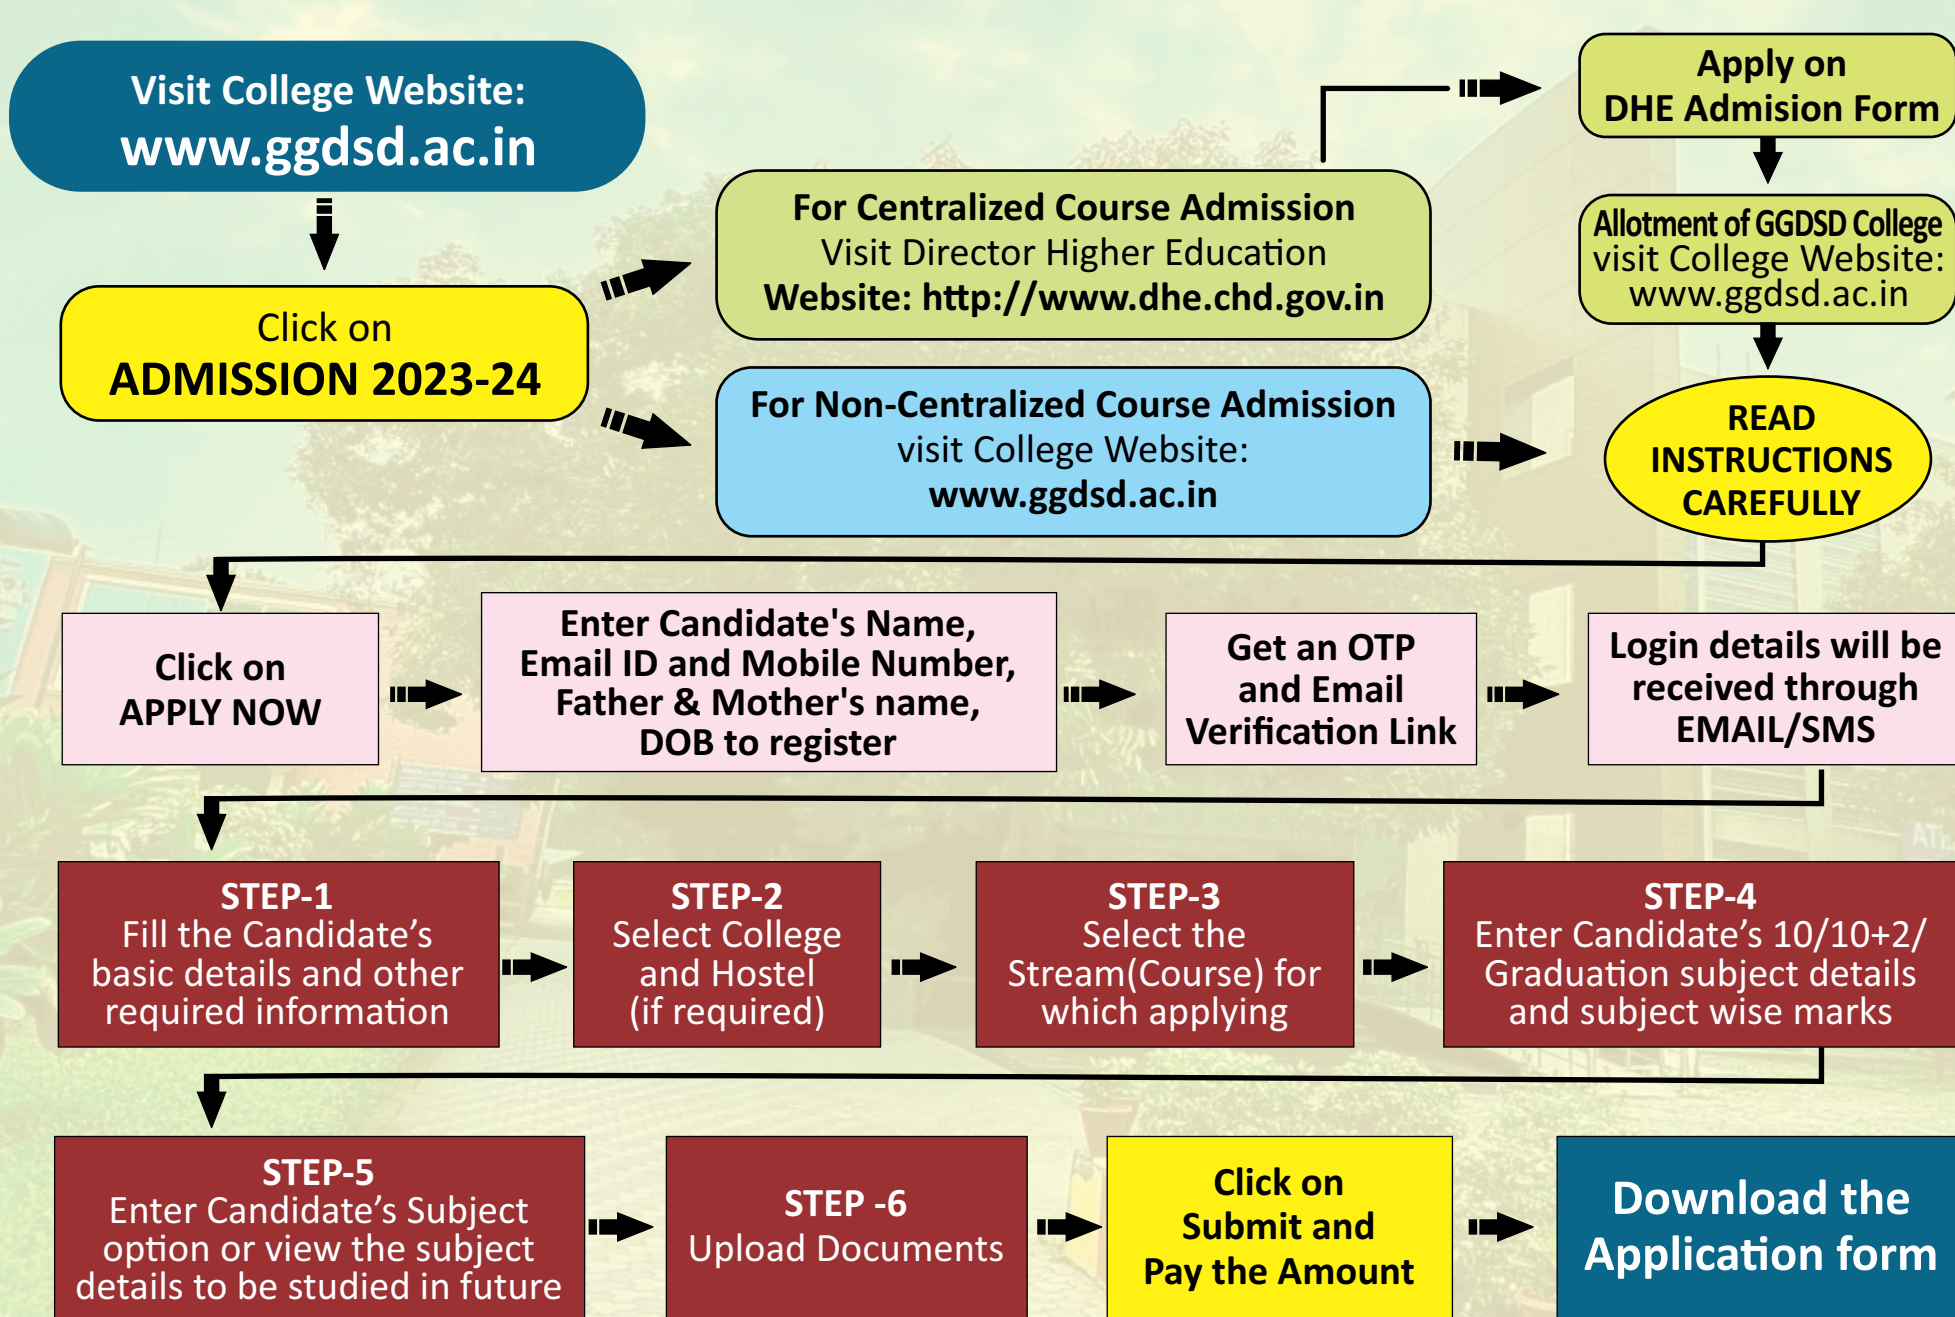 Visit College Website:
www.ggdsd.ac.in
Click on
ADMISSION 2023-24
For Centralized Course Admission
Visit Director Higher Education
Website: http://www.dhe.chd.gov.in
Apply on
DHE Admision Form
Allotment of GGDSD College
visit College Website:
www.ggdsd.ac.in
For Non-Centralized Course Admission
visit College Website:
www.ggdsd.ac.in
READ
INSTRUCTIONS
CAREFULLY
Click on
APPLY NOW
Enter Candidate's Name,
Email ID and Mobile Number,
Father & Mother's name,
DOB to register
Get an OTP
and Email
Verification Link
Login details will be
received through
EMAIL/SMS
STEP-1
Fill the Candidate’s
basic details and other
required information
STEP-2
Select College
and Hostel
(if required)
STEP-3
Select the
Stream(Course) for
which applying
STEP-4
Enter Candidate’s 10/10+2/
Graduation subject details
and subject wise marks
STEP-5
Enter Candidate’s Subject
option or view the subject
details to be studied in future
STEP -6
Upload Documents
Click on
Submit and
Pay the Amount
Download the
Application form